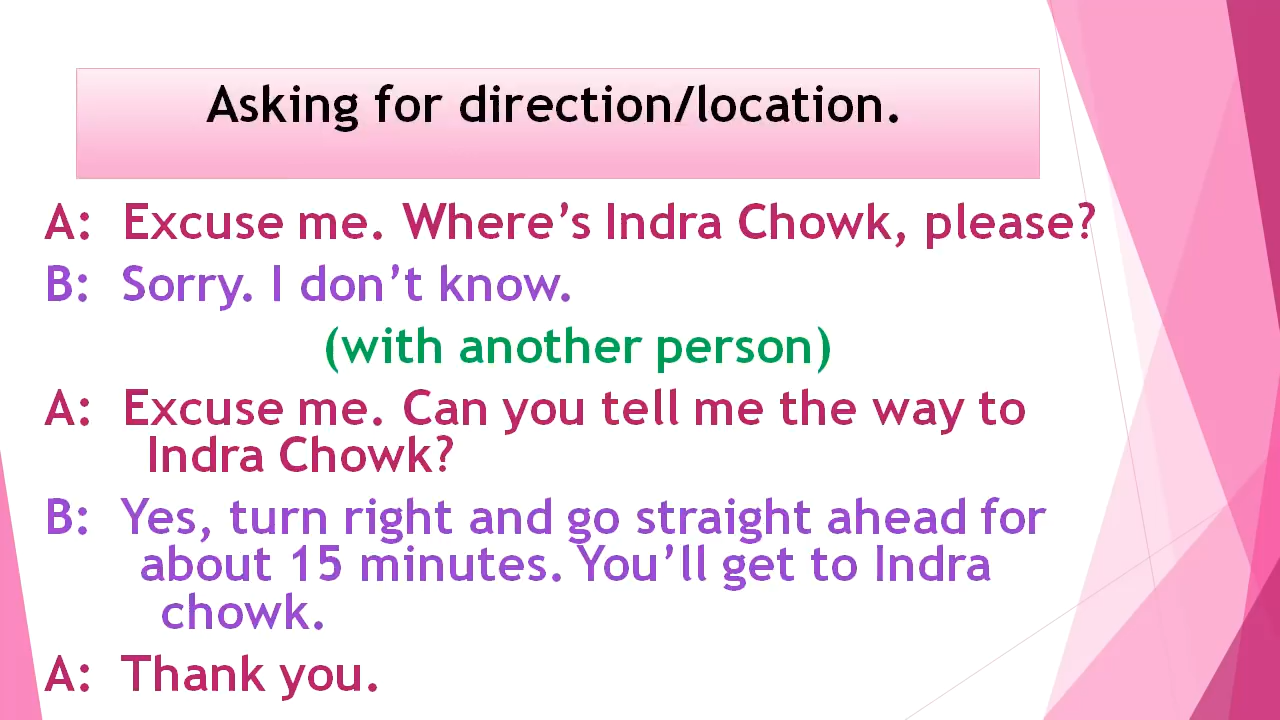 Asking for direction/location.
A: Excuse me. Where’s Indra Chowk, please?
B: Sorry. I don’t know.
(with another person)
A: Excuse me. Can you tell me the way to
Indra Chowk?
B: Yes, turn right and go straight ahead for
about 15 minutes. You’ll get to Indra
chowk.
A: Thank you.